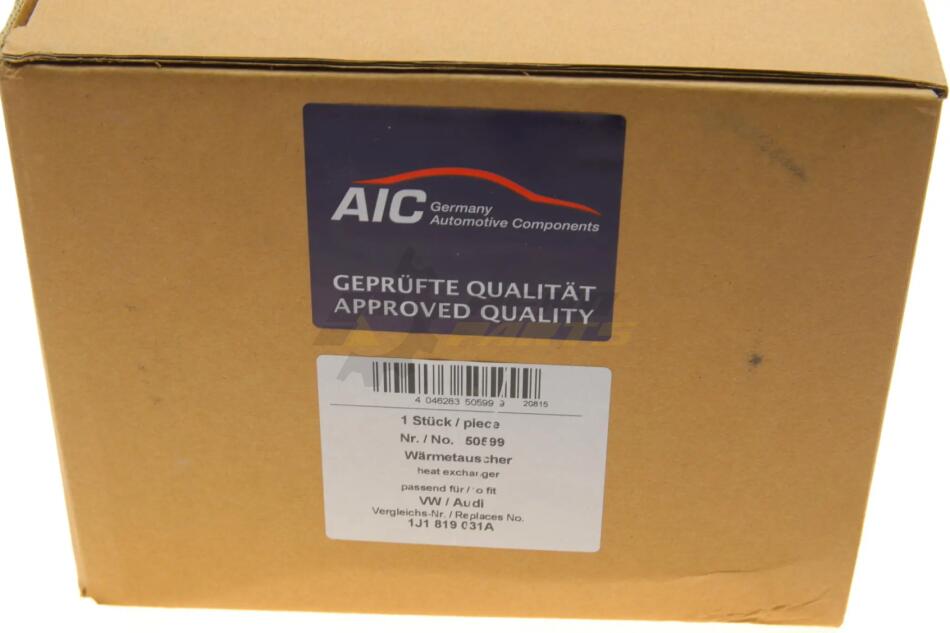 AIC Germany
Automotive Components
GEPRÜFTE QUALITÄT
APPROVED QUALITY
PARTS
4 046283 50599 9 20815
1 Stück / piece
Nr. / No. 50599
Wärmetauscher
heat exchanger
passend für / to fit
VW / Audi
Vergleichs-Nr. / Replaces No.
1J1 819 031A